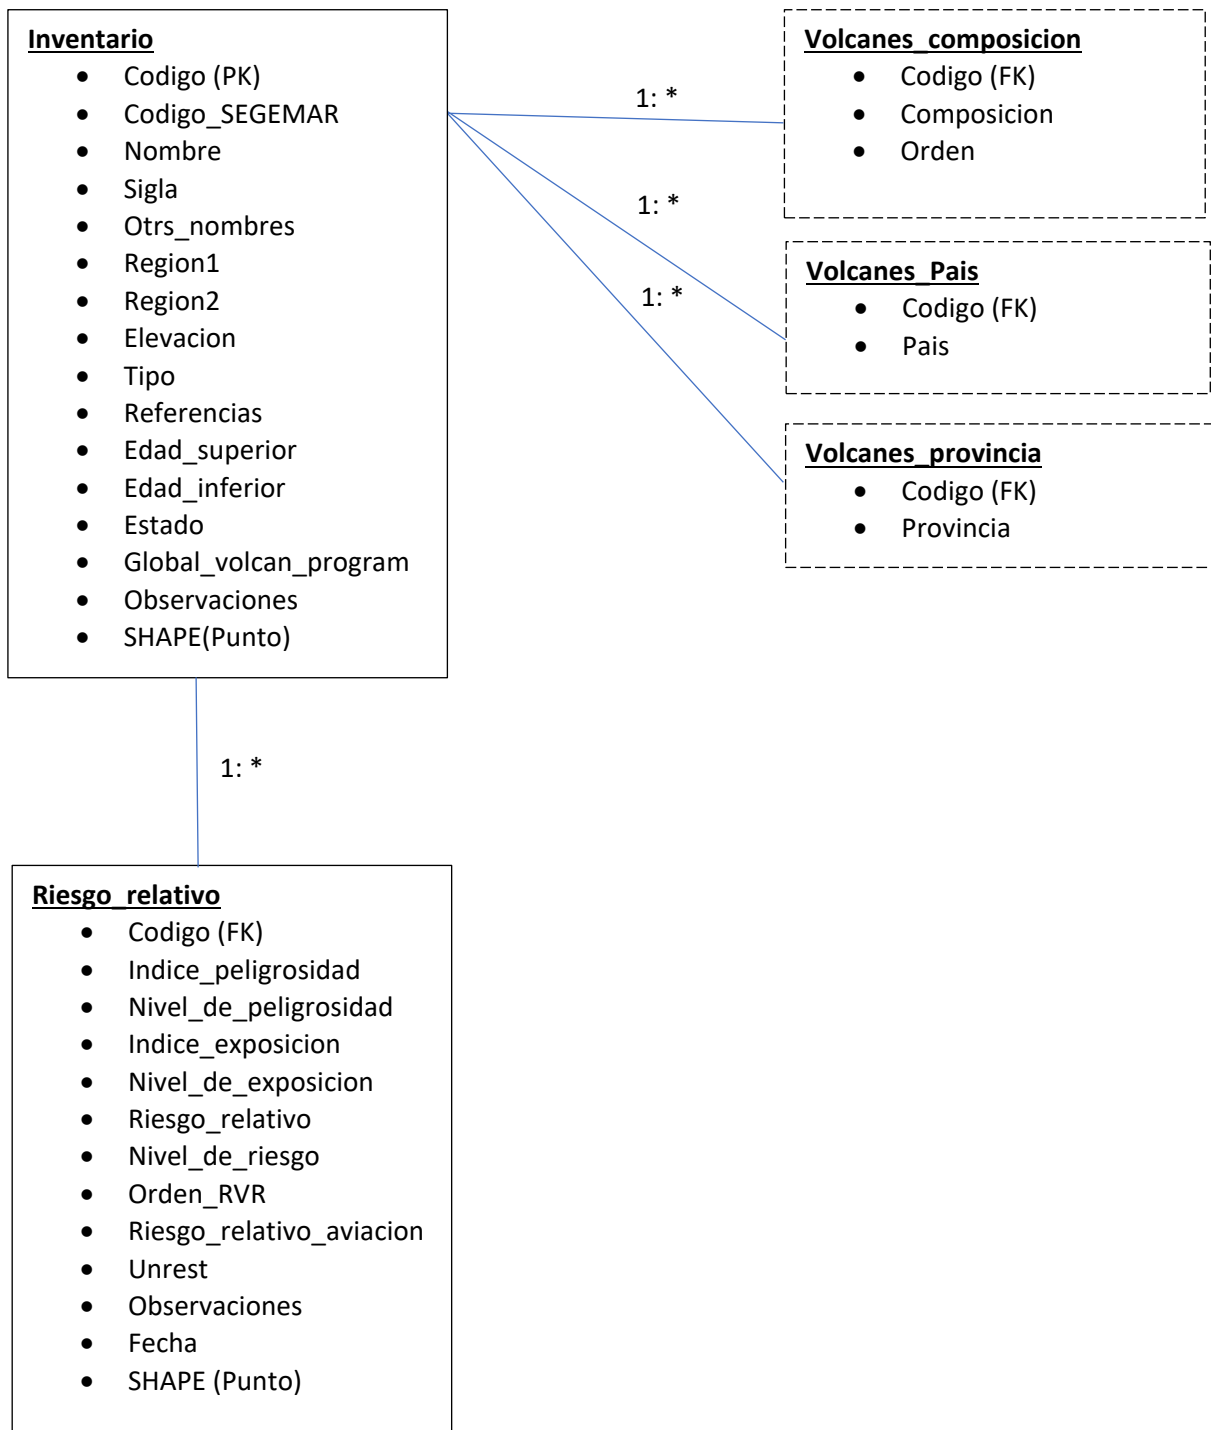 Inventario
• Codigo (PK)
• Codigo_SEGEMAR
• Nombre
• Sigla
• Otrs_nombres
• Region1
• Region2
• Elevacion
• Tipo
• Referencias
• Edad_superior
• Edad_inferior
• Estado
• Global_volcan_program
• Observaciones
• SHAPE(Punto)
1: *
Volcanes_composicion
• Codigo (FK)
• Composicion
• Orden
1: *
Volcanes_Pais
• Codigo (FK)
• Pais
1: *
Volcanes_provincia
• Codigo (FK)
• Provincia
1: *
Riesgo_relativo
• Codigo (FK)
• Indice_peligrosidad
• Nivel_de_peligrosidad
• Indice_exposicion
• Nivel_de_exposicion
• Riesgo_relativo
• Nivel_de_riesgo
• Orden_RVR
• Riesgo_relativo_aviacion
• Unrest
• Observaciones
• Fecha
• SHAPE (Punto)